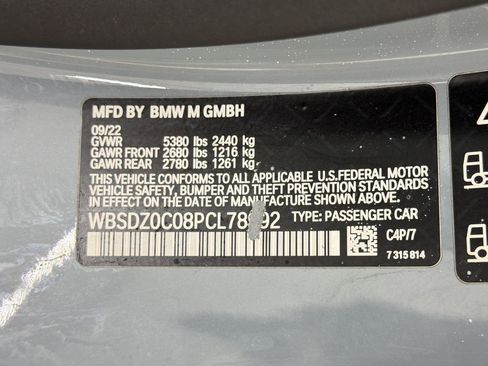 MFD BY BMW M GMBH
09/22
GVWR 5380 lbs 2440 kg
GAWR FRONT 2680 lbs 1216 kg
GAWR REAR 2780 lbs 1261 kg
THIS VEHICLE CONFORMS TO ALL APPLICABLE U.S.FEDERAL MOTOR
VEHICLE SAFETY, BUMPER AND THEFT PREVENTION STANDARDS
IN EFFECT ON THE DATE OF MANUFACTURE SHOWN ABOVE.
TYPE: PASSENGER CAR
C4P/7
7 315 814